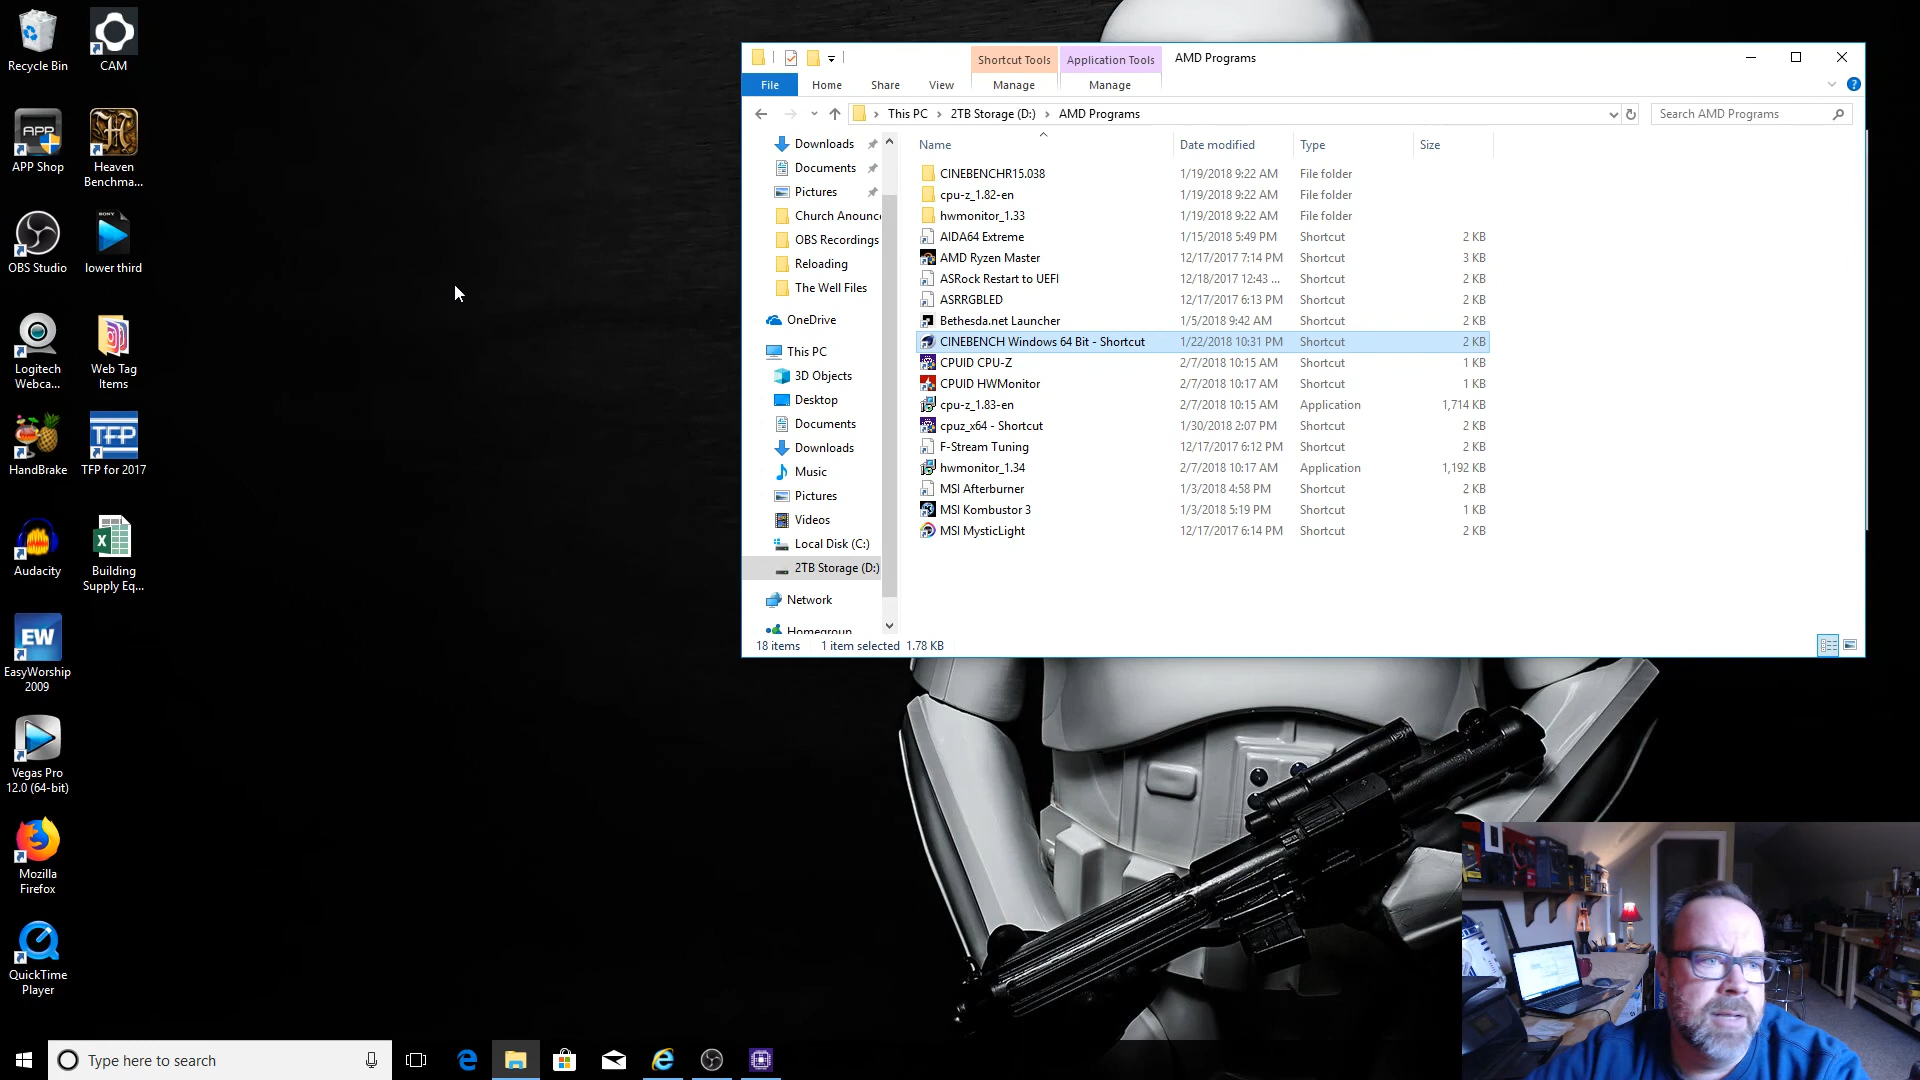 Recycle Bin
CAM
APP
APP Shop
Heaven
Benchma...
SONY
OBS Studio
lower third
Logitech
Webca...
Web Tag
Items
HandBrake
TFP
TFP for 2017
Audacity
Building
Supply Eq...
EW
EasyWorship
2009
Vegas Pro
12.0 (64-bit)
Mozilla
Firefox
QuickTime
Player
Shortcut Tools
Application Tools
AMD Programs
File
Home
Share
View
Manage
Manage
This PC > 2TB Storage (D:) > AMD Programs
Search AMD Programs
Downloads
Documents
Pictures
Church Anounc
OBS Recordings
Reloading
The Well Files
OneDrive
This PC
3D Objects
Desktop
Documents
Downloads
Music
Pictures
Videos
Local Disk (C:)
2TB Storage (D:)
Network
Homegroup
Name Date modified Type Size
CINEBENCHR15.038 1/19/2018 9:22 AM File folder
cpu-z_1.82-en 1/19/2018 9:22 AM File folder
hwmonitor_1.33 1/19/2018 9:22 AM File folder
AIDA64 Extreme 1/15/2018 5:49 PM Shortcut 2 KB
AMD Ryzen Master 12/17/2017 7:14 PM Shortcut 3 KB
ASRock Restart to UEFI 12/18/2017 12:43 ... Shortcut 2 KB
ASRRGBLED 12/17/2017 6:13 PM Shortcut 2 KB
Bethesda.net Launcher 1/5/2018 9:42 AM Shortcut 2 KB
CINEBENCH Windows 64 Bit - Shortcut 1/22/2018 10:31 PM Shortcut 2 KB
CPUID CPU-Z 2/7/2018 10:15 AM Shortcut 1 KB
CPUID HWMonitor 2/7/2018 10:17 AM Shortcut 1 KB
cpu-z_1.83-en 2/7/2018 10:15 AM Application 1,714 KB
cpuz_x64 - Shortcut 1/30/2018 2:07 PM Shortcut 2 KB
F-Stream Tuning 12/17/2017 6:12 PM Shortcut 2 KB
hwmonitor_1.34 2/7/2018 10:17 AM Application 1,192 KB
MSI Afterburner 1/3/2018 4:58 PM Shortcut 2 KB
MSI Kombustor 3 1/3/2018 5:19 PM Shortcut 1 KB
MSI MysticLight 12/17/2017 6:14 PM Shortcut 2 KB
18 items 1 item selected 1.78 KB
Type here to search